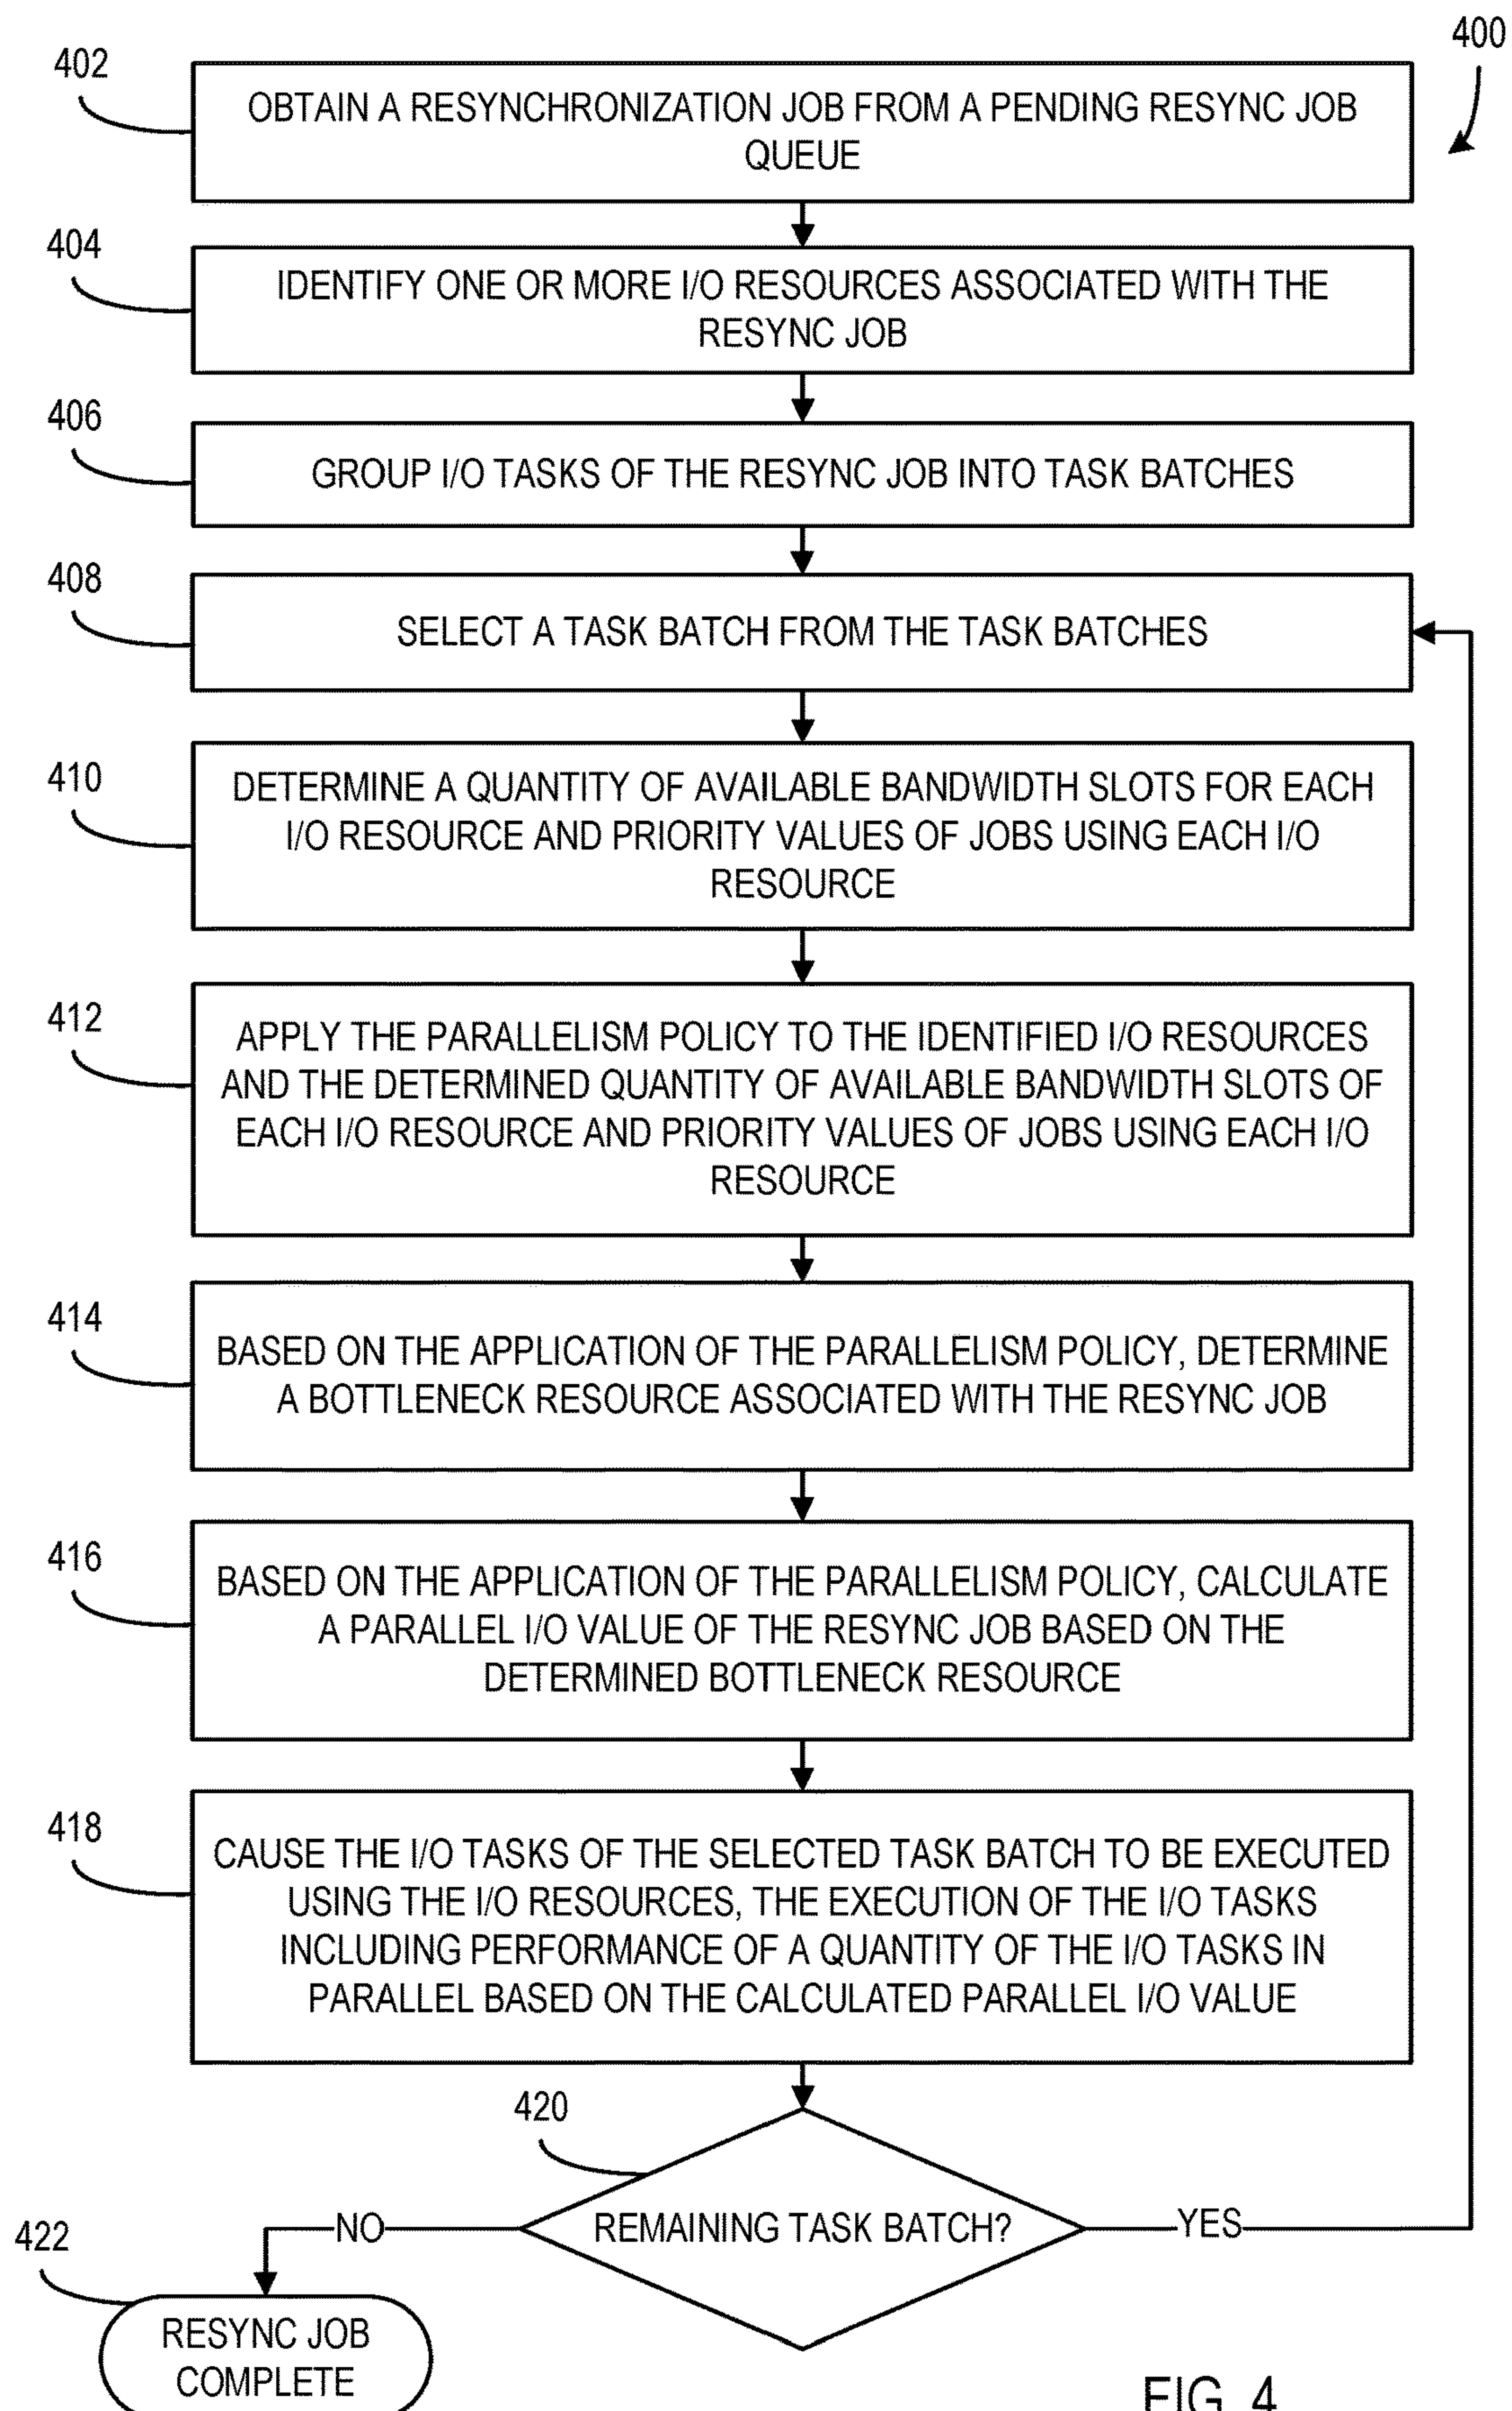 400
402
OBTAIN A RESYNCHRONIZATION JOB FROM A PENDING RESYNC JOB
QUEUE
404
IDENTIFY ONE OR MORE I/O RESOURCES ASSOCIATED WITH THE
RESYNC JOB
406
GROUP I/O TASKS OF THE RESYNC JOB INTO TASK BATCHES
408
SELECT A TASK BATCH FROM THE TASK BATCHES
410
DETERMINE A QUANTITY OF AVAILABLE BANDWIDTH SLOTS FOR EACH
I/O RESOURCE AND PRIORITY VALUES OF JOBS USING EACH I/O
RESOURCE
412
APPLY THE PARALLELISM POLICY TO THE IDENTIFIED I/O RESOURCES
AND THE DETERMINED QUANTITY OF AVAILABLE BANDWIDTH SLOTS OF
EACH I/O RESOURCE AND PRIORITY VALUES OF JOBS USING EACH I/O
RESOURCE
414
BASED ON THE APPLICATION OF THE PARALLELISM POLICY, DETERMINE
A BOTTLENECK RESOURCE ASSOCIATED WITH THE RESYNC JOB
416
BASED ON THE APPLICATION OF THE PARALLELISM POLICY, CALCULATE
A PARALLEL I/O VALUE OF THE RESYNC JOB BASED ON THE
DETERMINED BOTTLENECK RESOURCE
418
CAUSE THE I/O TASKS OF THE SELECTED TASK BATCH TO BE EXECUTED
USING THE I/O RESOURCES, THE EXECUTION OF THE I/O TASKS
INCLUDING PERFORMANCE OF A QUANTITY OF THE I/O TASKS IN
PARALLEL BASED ON THE CALCULATED PARALLEL I/O VALUE
420
REMAINING TASK BATCH?
NO
YES
422
RESYNC JOB
COMPLETE
FIG. 4